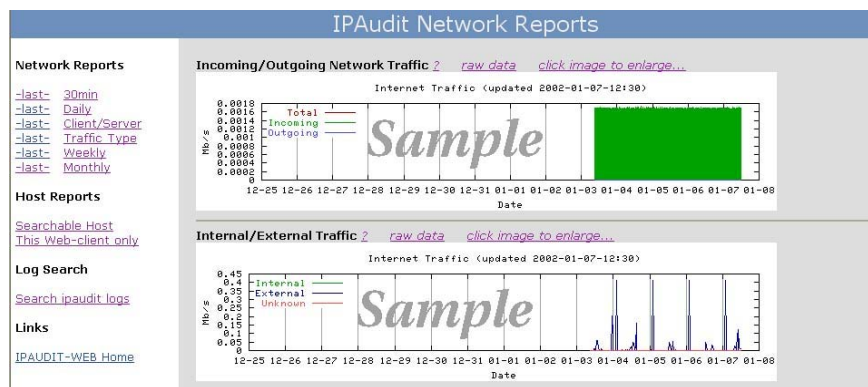 IPAudit Network Reports
Network Reports
-last- 30min
-last- Daily
-last- Client/Server
-last- Traffic Type
-last- Weekly
-last- Monthly
Host Reports
Searchable Host
This Web-client only
Log Search
Search ipaudit logs
Links
IPAUDIT-WEB Home
Incoming/Outgoing Network Traffic ? raw data click image to enlarge...
Internet Traffic (updated 2002-01-07-12:30)
Mb/s
0.0018
0.0016
0.0014
0.0012
0.001
0.0008
0.0006
0.0004
0.0002
0
Total
Incoming
Outgoing
Sample
12-25 12-26 12-27 12-28 12-29 12-30 12-31 01-01 01-02 01-03 01-04 01-05 01-06 01-07 01-08
Date
Internal/External Traffic ? raw data click image to enlarge...
Internet Traffic (updated 2002-01-07-12:30)
Mb/s
0.45
0.4
0.35
0.3
0.25
0.2
0.15
0.1
0.05
0
Internal
External
Unknown
Sample
12-25 12-26 12-27 12-28 12-29 12-30 12-31 01-01 01-02 01-03 01-04 01-05 01-06 01-07 01-08
Date